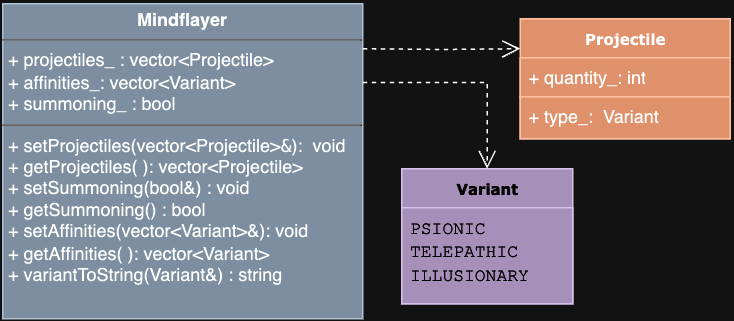 Mindflayer
+ projectiles_ : vector<Projectile>
+ affinities_: vector<Variant>
+ summoning_ : bool
+ setProjectiles(vector<Projectile>&): void
+ getProjectiles( ): vector<Projectile>
+ setSummoning(bool&) : void
+ getSummoning() : bool
+ setAffinities(vector<Variant>&): void
+ getAffinities( ): vector<Variant>
+ variantToString(Variant&) : string
Projectile
+ quantity_: int
+ type_: Variant
Variant
PSIONIC
TELEPATHIC
ILLUSIONARY